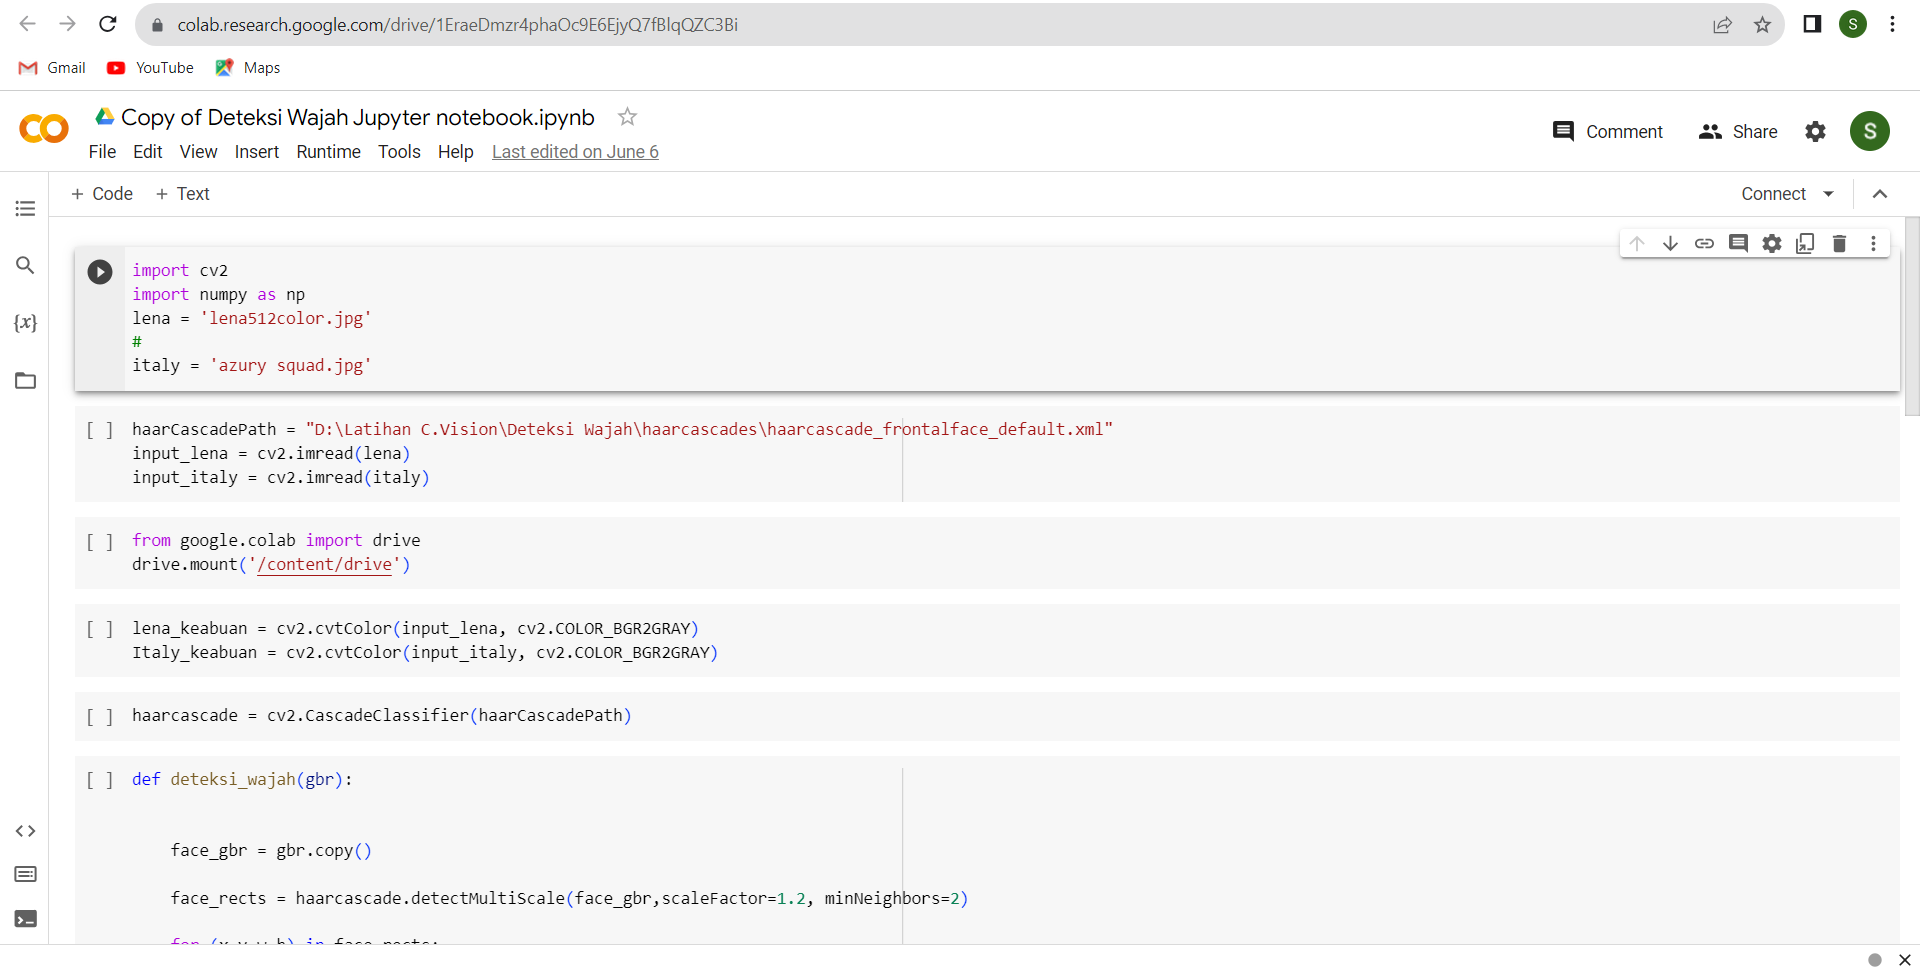 colab.research.google.com/drive/1EraeDmzr4phaOc9E6EjyQ7fBlqQZC3Bi
S
Gmail YouTube Maps
Copy of Deteksi Wajah Jupyter notebook.ipynb
File Edit View Insert Runtime Tools Help Last edited on June 6
Comment Share S
+ Code + Text Connect
import cv2
import numpy as np
lena = 'lena512color.jpg'
#
italy = 'azury squad.jpg'
[ ] haarCascadePath = "D:\Latihan C.Vision\Deteksi Wajah\haarcascades\haarcascade_frontalface_default.xml"
input_lena = cv2.imread(lena)
input_italy = cv2.imread(italy)
[ ] from google.colab import drive
drive.mount('/content/drive')
[ ] lena_keabuan = cv2.cvtColor(input_lena, cv2.COLOR_BGR2GRAY)
Italy_keabuan = cv2.cvtColor(input_italy, cv2.COLOR_BGR2GRAY)
[ ] haarcascade = cv2.CascadeClassifier(haarCascadePath)
[ ] def deteksi_wajah(gbr):
face_gbr = gbr.copy()
face_rects = haarcascade.detectMultiScale(face_gbr,scaleFactor=1.2, minNeighbors=2)
for (x,y,w,h) in face_rects: